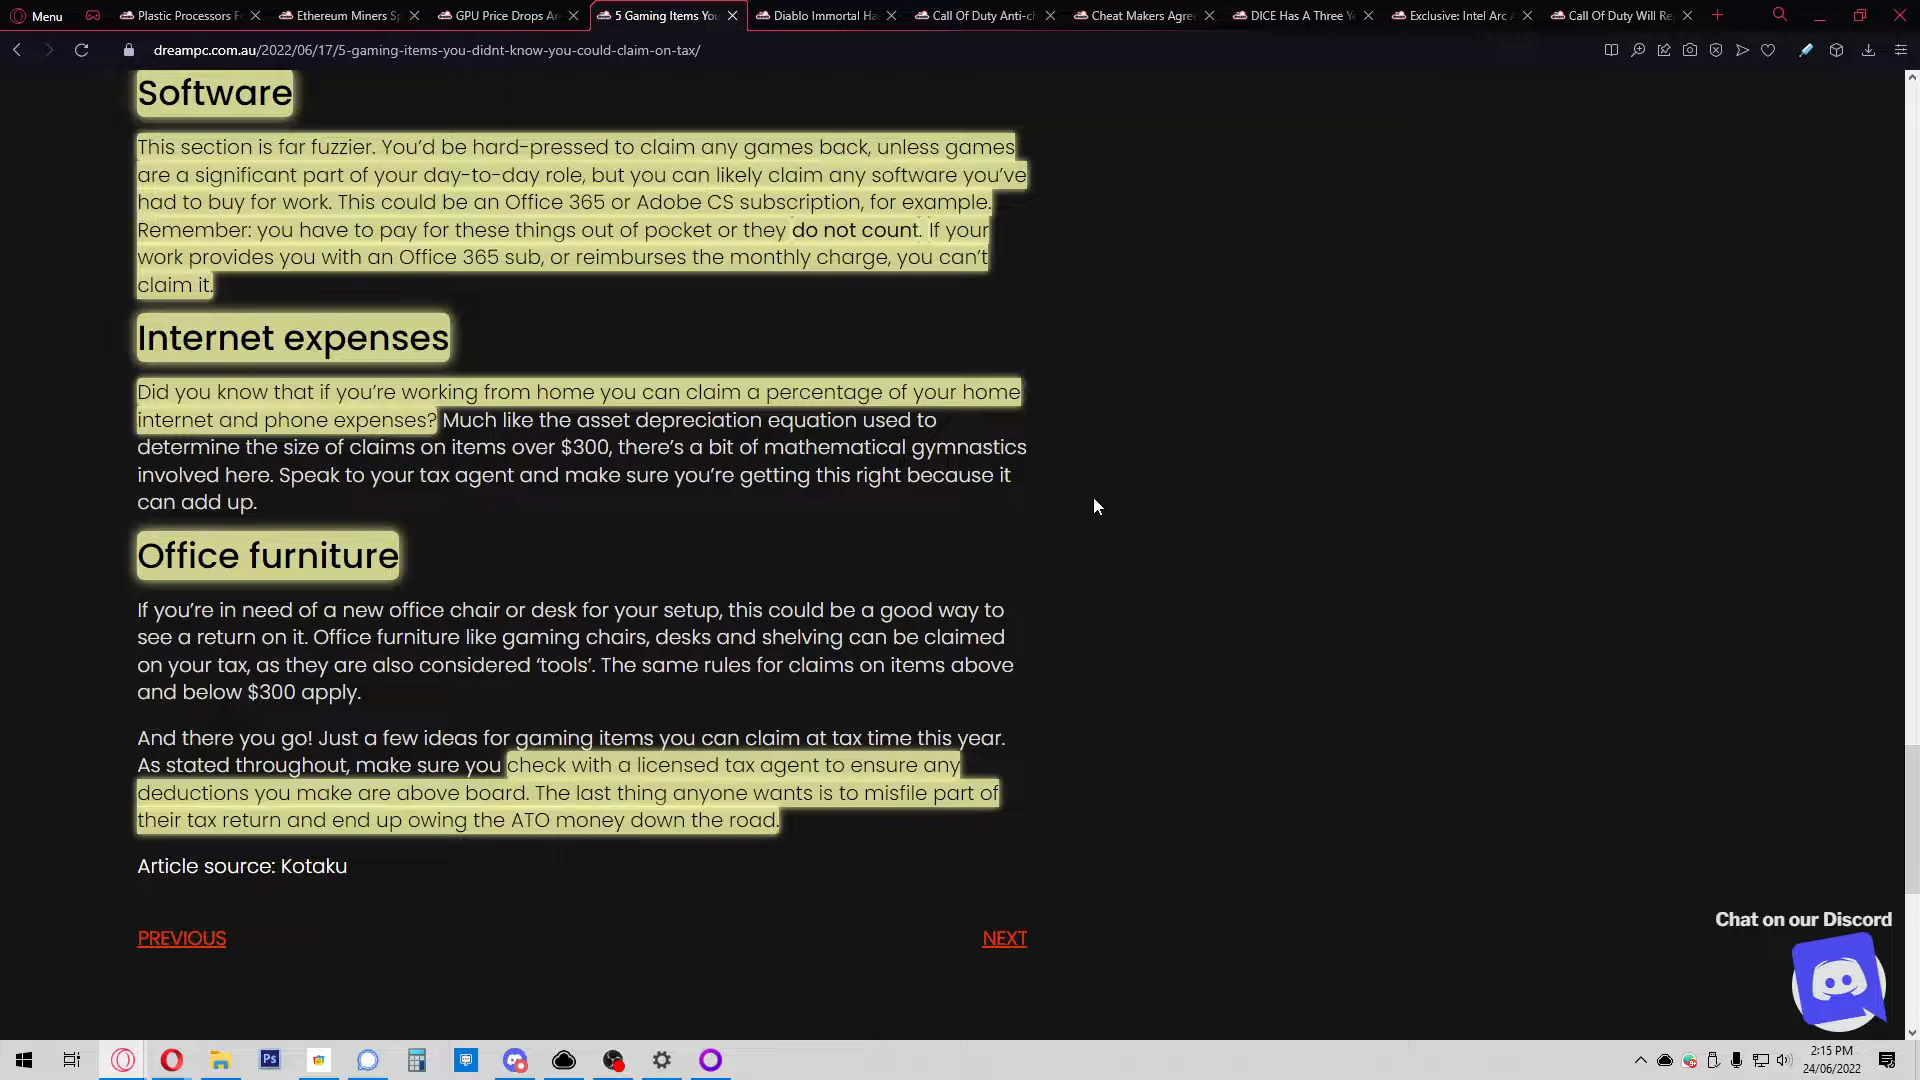 Menu
Plastic Processors F
Ethereum Miners Sp
GPU Price Drops Ar
5 Gaming Items You
Diablo Immortal Ha
Call Of Duty Anti-ch
Cheat Makers Agre
DICE Has A Three Ye
Exclusive: Intel Arc A
Call Of Duty Will Re
dreampc.com.au/2022/06/17/5-gaming-items-you-didnt-know-you-could-claim-on-tax/
Software
This section is far fuzzier. You’d be hard-pressed to claim any games back, unless games
are a significant part of your day-to-day role, but you can likely claim any software you’ve
had to buy for work. This could be an Office 365 or Adobe CS subscription, for example.
Remember: you have to pay for these things out of pocket or they do not count. If your
work provides you with an Office 365 sub, or reimburses the monthly charge, you can’t
claim it.
Internet expenses
Did you know that if you’re working from home you can claim a percentage of your home
internet and phone expenses? Much like the asset depreciation equation used to
determine the size of claims on items over $300, there’s a bit of mathematical gymnastics
involved here. Speak to your tax agent and make sure you’re getting this right because it
can add up.
Office furniture
If you’re in need of a new office chair or desk for your setup, this could be a good way to
see a return on it. Office furniture like gaming chairs, desks and shelving can be claimed
on your tax, as they are also considered ‘tools’. The same rules for claims on items above
and below $300 apply.
And there you go! Just a few ideas for gaming items you can claim at tax time this year.
As stated throughout, make sure you check with a licensed tax agent to ensure any
deductions you make are above board. The last thing anyone wants is to misfile part of
their tax return and end up owing the ATO money down the road.
Article source: Kotaku
PREVIOUS
NEXT
Chat on our Discord
Ps
2:15 PM
24/06/2022